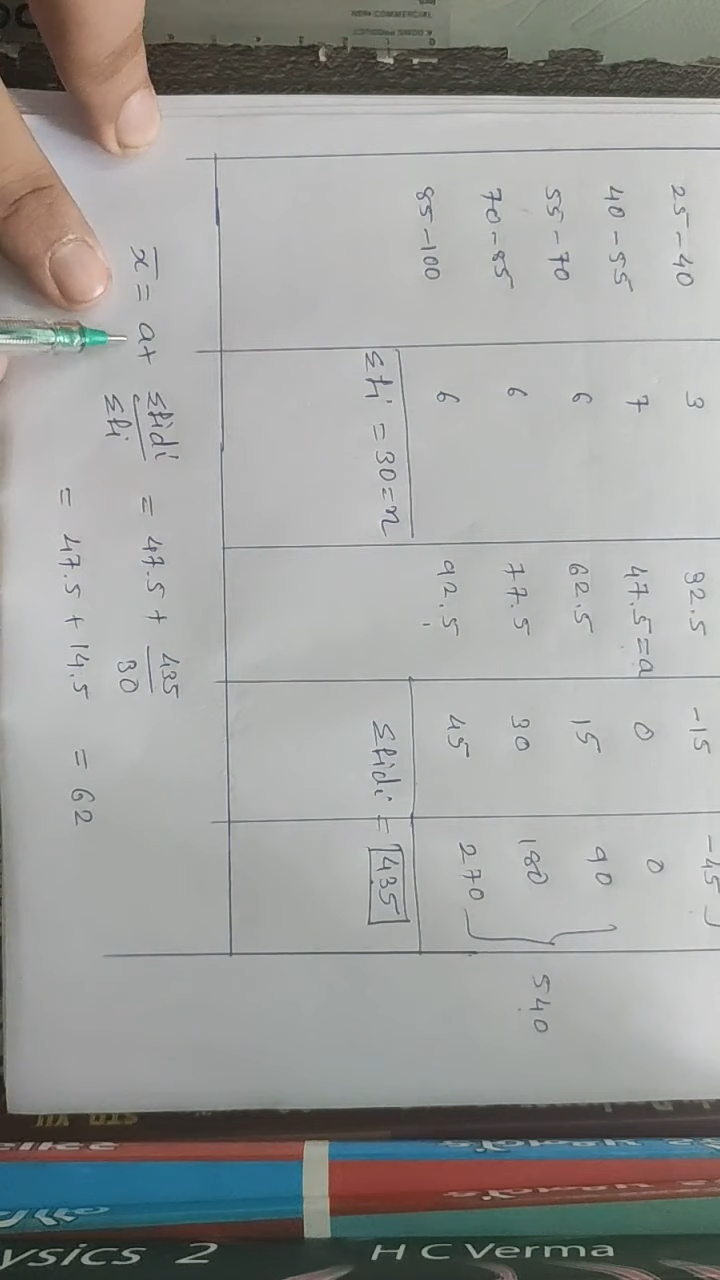 25-40 3 32.5 -15 -45
40-55 7 47.5=a 0 0
55-70 6 62.5 15 90
70-85 6 77.5 30 180
85-100 6 92.5 45 270
540
Σfi = 30=n Σfidi = 435
x̄ = a+ Σfidi/Σfi = 47.5 + 435/30
= 47.5 + 14.5 = 62
NON COMMERCIAL
ysics 2 H C Verma